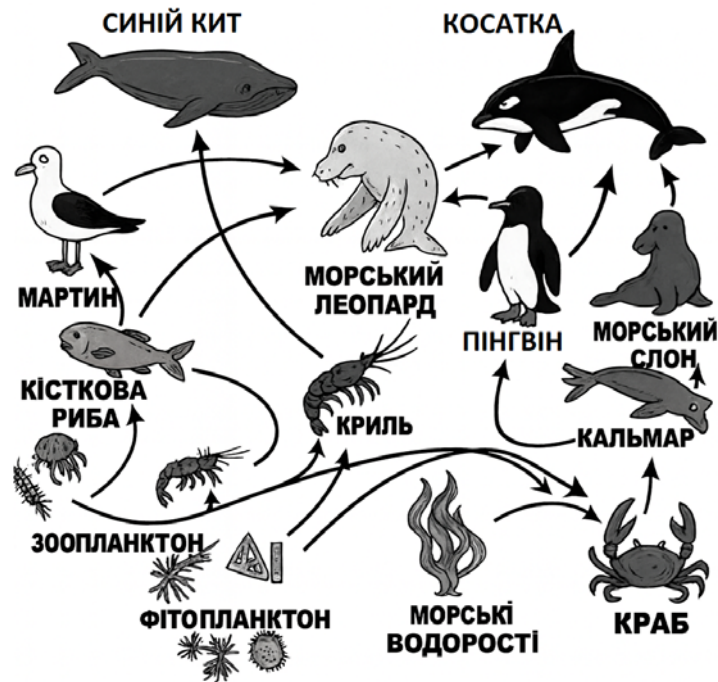 СИНІЙ КИТ
КОСАТКА
МАРТИН
МОРСЬКИЙ
ЛЕОПАРД
ПІНГВІН
МОРСЬКИЙ
СЛОН
КІСТКОВА
РИБА
КРИЛЬ
КАЛЬМАР
ЗООПЛАНКТОН
ФІТОПЛАНКТОН
МОРСЬКІ
ВОДОРОСТІ
КРАБ